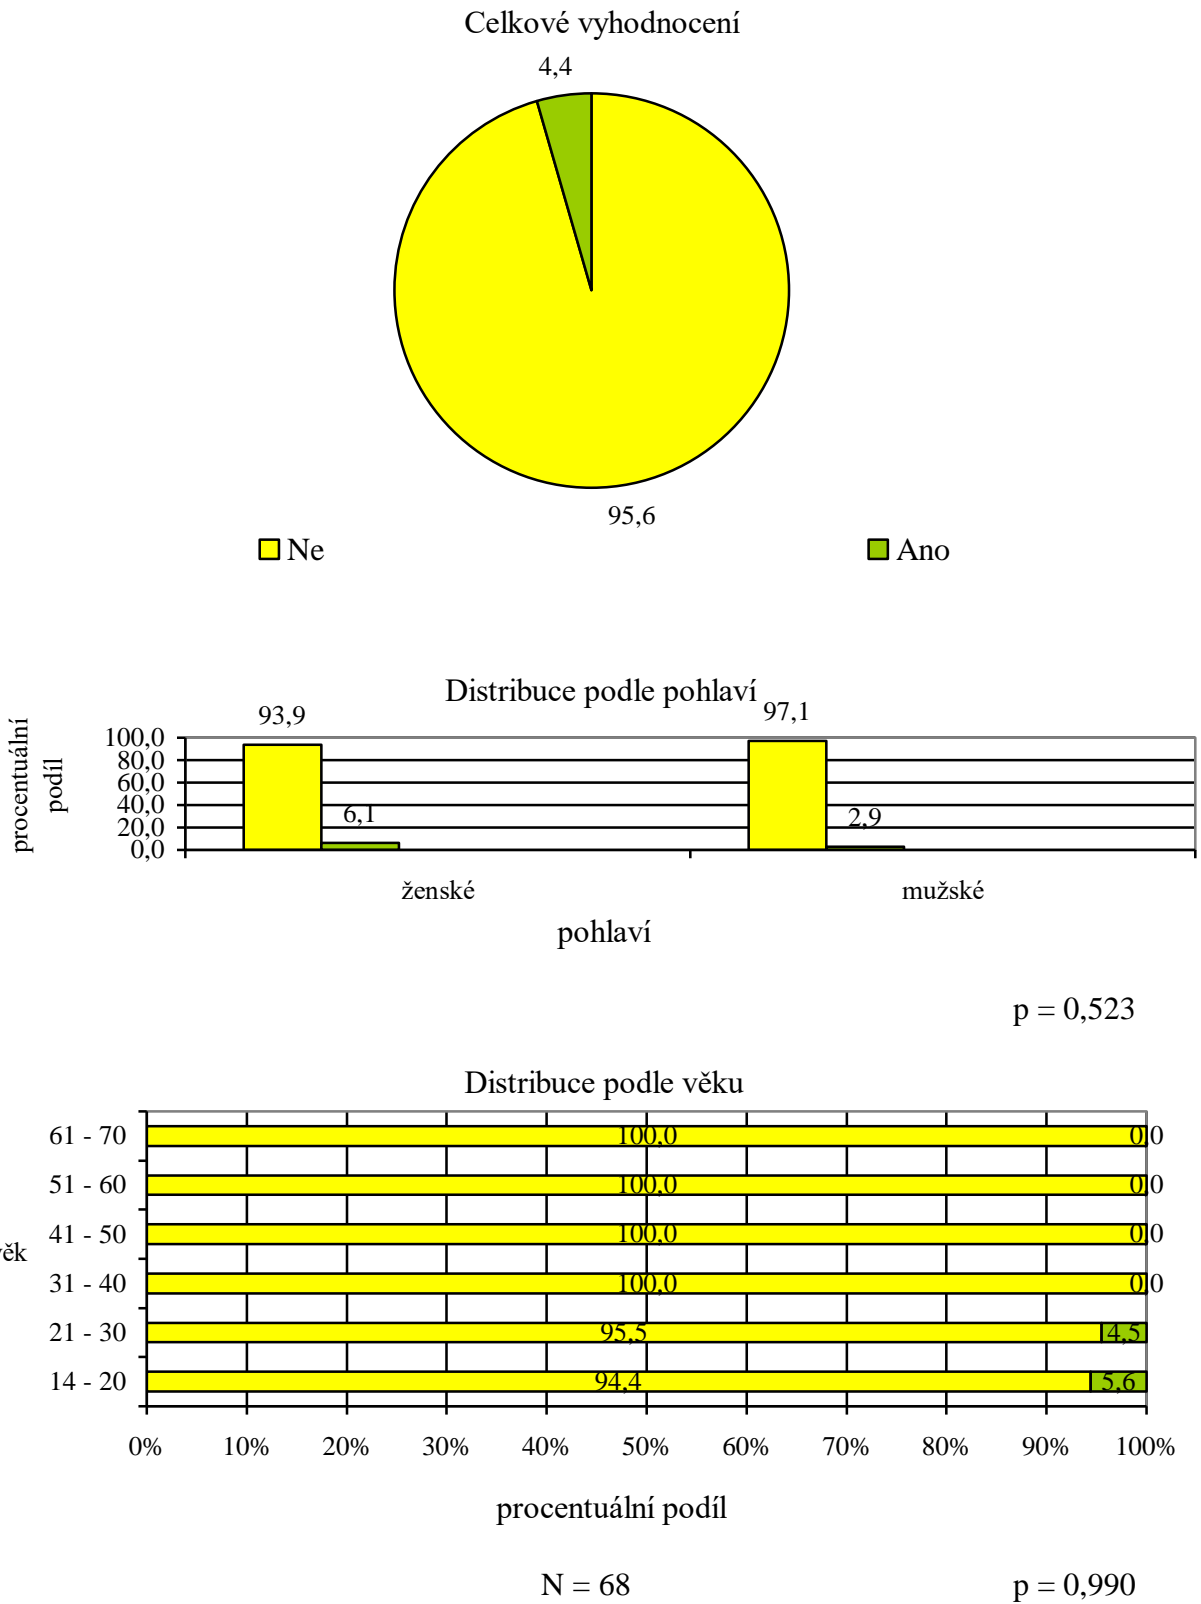 Celkové vyhodnocení
4,4
95,6
Ne
Ano
Distribuce podle pohlaví
procentuální
podíl
93,9
97,1
100,0
80,0
60,0
40,0
20,0
0,0
6,1
2,9
ženské
mužské
pohlaví
p = 0,523
Distribuce podle věku
61 - 70
100,0
0,0
51 - 60
100,0
0,0
41 - 50
100,0
0,0
věk
31 - 40
100,0
0,0
21 - 30
95,5
4,5
14 - 20
94,4
5,6
0%
10%
20%
30%
40%
50%
60%
70%
80%
90%
100%
procentuální podíl
N = 68
p = 0,990